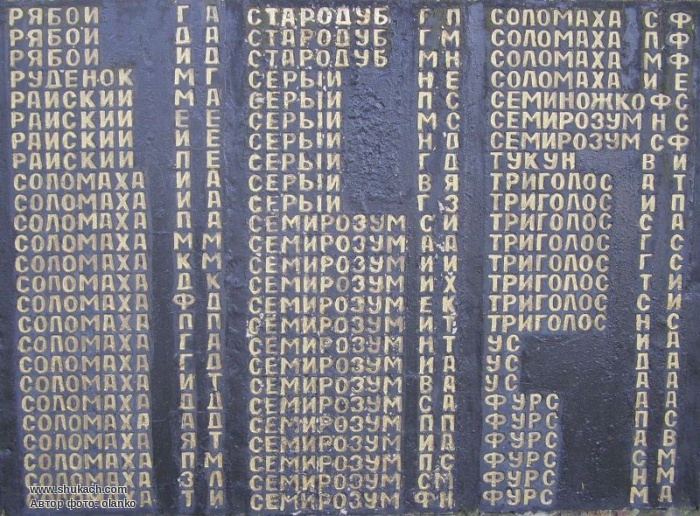 РЯБОЙ Г А
РЯБОЙ Д А
РЯБОЙ И М
РУДЕНОК М Г
РАЙСКИЙ М А
РАЙСКИЙ Е Е
РАЙСКИЙ И Е
РАЙСКИЙ П Е
СОЛОМАХА И А
СОЛОМАХА И А
СОЛОМАХА П А
СОЛОМАХА М М
СОЛОМАХА К М
СОЛОМАХА Д К
СОЛОМАХА Ф Д
СОЛОМАХА П П
СОЛОМАХА Г А
СОЛОМАХА Г Д
СОЛОМАХА И Т
СОЛОМАХА Д Д
СОЛОМАХА А Д
СОЛОМАХА Я Т
СОЛОМАХА П М
СОЛОМАХА З Л
СОЛОМАХА Т И
СТАРОДУБ Г П
СТАРОДУБ Г М
СТАРОДУБ М Н
СЕРЫЙ Н Е
СЕРЫЙ П С
СЕРЫЙ М С
СЕРЫЙ Н Д
СЕРЫЙ Г Д
СЕРЫЙ В Я
СЕРЫЙ Г З
СЕМИРОЗУМ С И
СЕМИРОЗУМ А И
СЕМИРОЗУМ И А
СЕМИРОЗУМ И Х
СЕМИРОЗУМ Е К
СЕМИРОЗУМ И Т
СЕМИРОЗУМ Н Т
СЕМИРОЗУМ И А
СЕМИРОЗУМ И В
СЕМИРОЗУМ С А
СЕМИРОЗУМ П П
СЕМИРОЗУМ И А
СЕМИРОЗУМ П С
СЕМИРОЗУМ С М
СЕМИРОЗУМ Ф Н
СОЛОМАХА С Ф
СОЛОМАХА П Ф
СОЛОМАХА М Ф
СОЛОМАХА И Е
СЕМИНОЖКО Ф С
СЕМИРОЗУМ Н С
СЕМИРОЗУМ С Ф
ТУКУН В И
ТРИГОЛОС А Т
ТРИГОЛОС И П
ТРИГОЛОС С А
ТРИГОЛОС Г С
ТРИГОЛОС Г С
ТРИГОЛОС Т И
ТРИГОЛОС С И
ТРИГОЛОС Н С
УС И А
УС Д А
УС А А
ФУРС Д А
ФУРС А С
ФУРС П В
ФУРС С М
ФУРС Н М
ФУРС М А
www.shukach.com
Автор фото: olanko